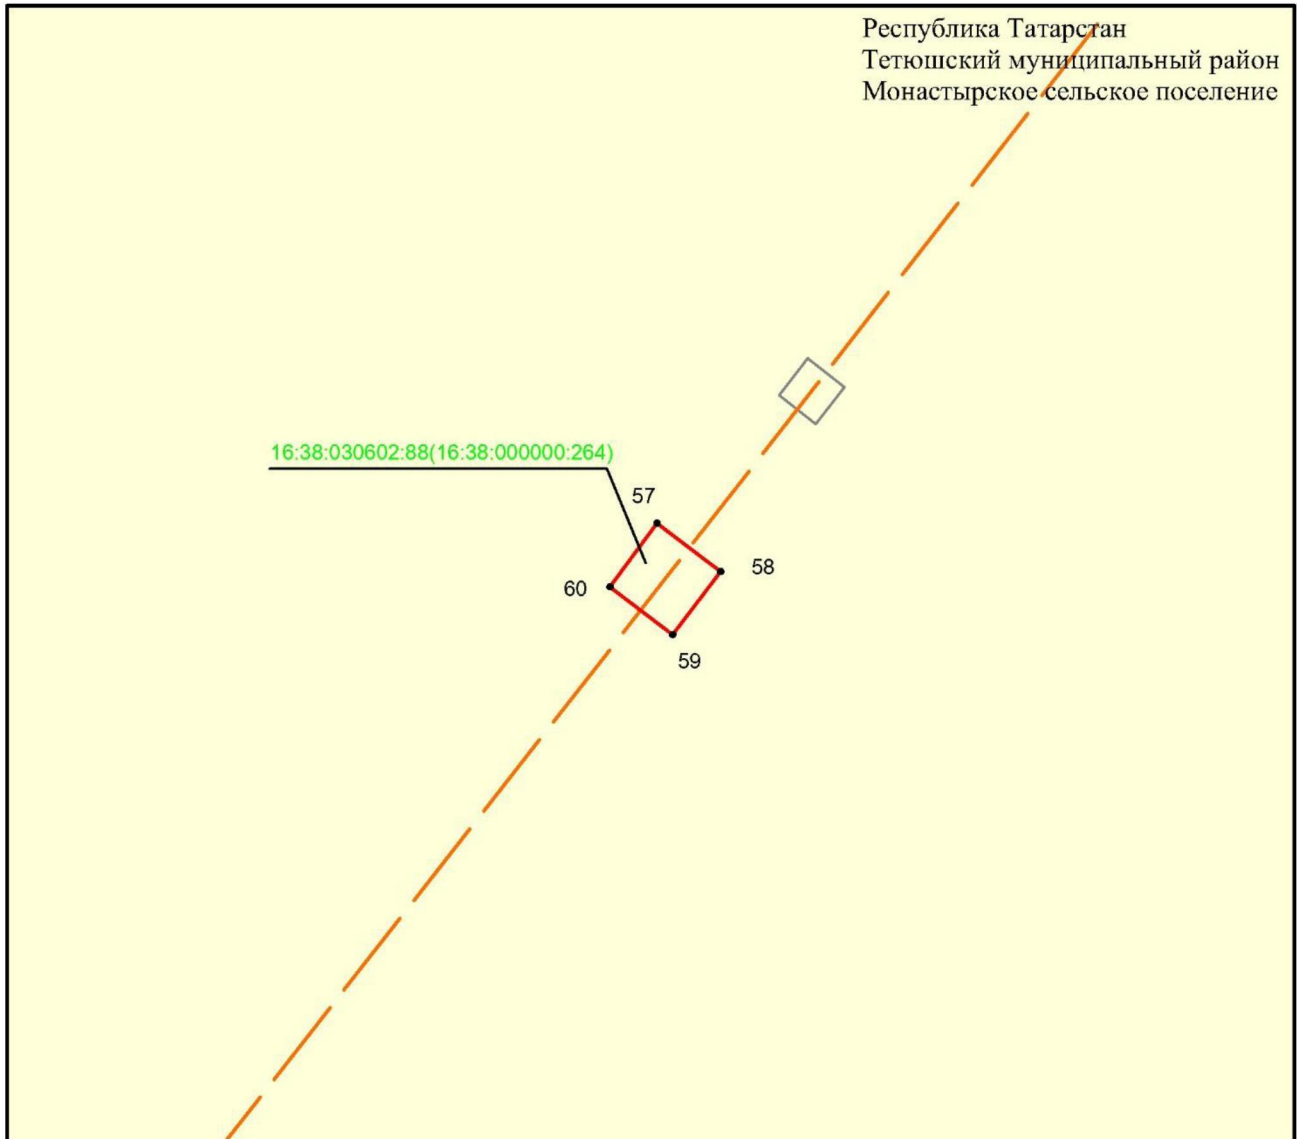 Республика Татарстан
Тетюшский муниципальный район
Монастырское сельское поселение
16:38:030602:88(16:38:000000:264)
57
58
60
59